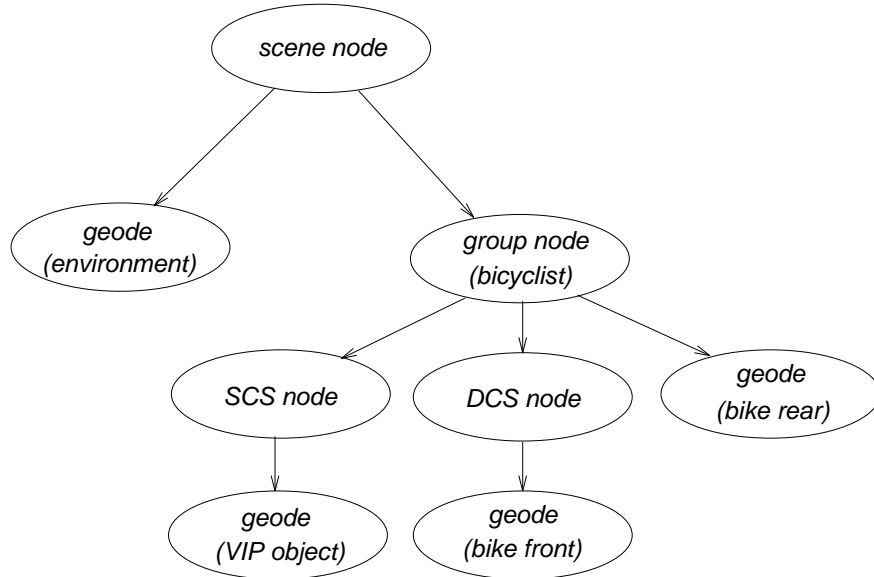 scene node
geode
(environment)
group node
(bicyclist)
SCS node
DCS node
geode
(bike rear)
geode
(VIP object)
geode
(bike front)